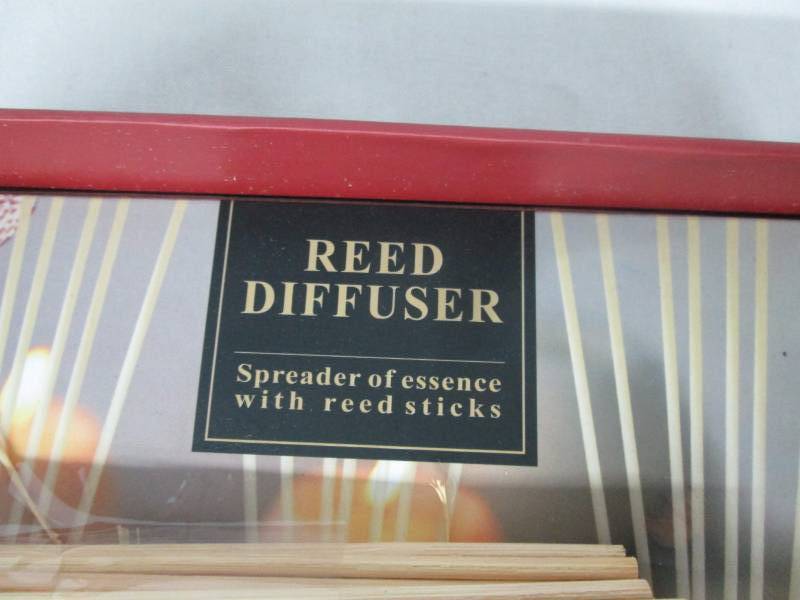 REED
DIFFUSER
Spreader of essence
with reed sticks